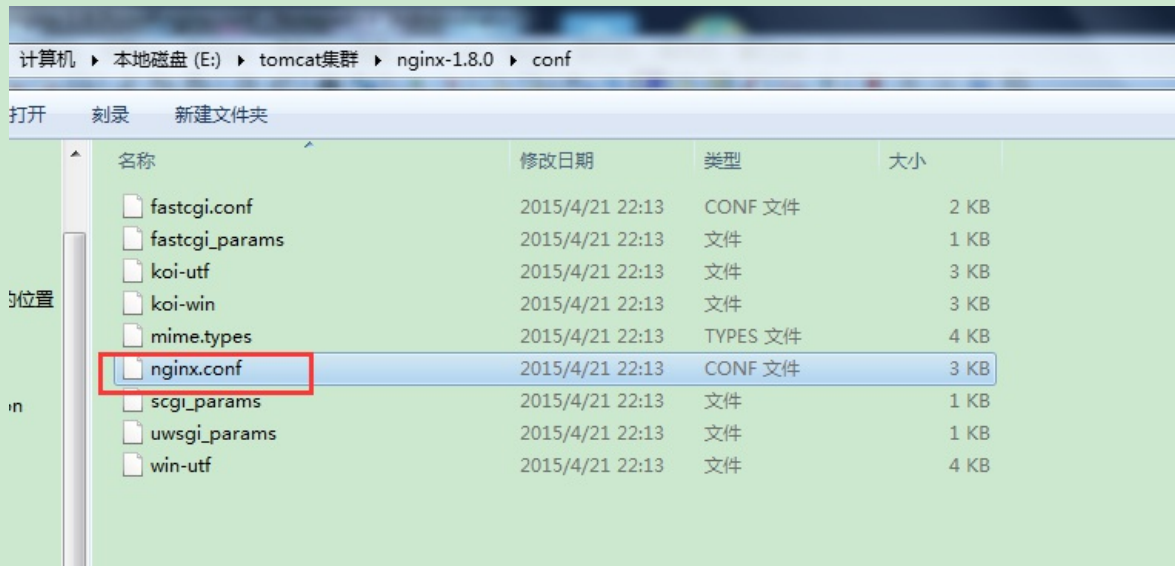 计算机 ▸ 本地磁盘 (E:) ▸ tomcat集群 ▸ nginx-1.8.0 ▸ conf
打开 刻录 新建文件夹
名称 修改日期 类型 大小
fastcgi.conf 2015/4/21 22:13 CONF 文件 2 KB
fastcgi_params 2015/4/21 22:13 文件 1 KB
koi-utf 2015/4/21 22:13 文件 3 KB
的位置
koi-win 2015/4/21 22:13 文件 3 KB
mime.types 2015/4/21 22:13 TYPES 文件 4 KB
nginx.conf 2015/4/21 22:13 CONF 文件 3 KB
scgi_params 2015/4/21 22:13 文件 1 KB
uwsgi_params 2015/4/21 22:13 文件 1 KB
win-utf 2015/4/21 22:13 文件 4 KB